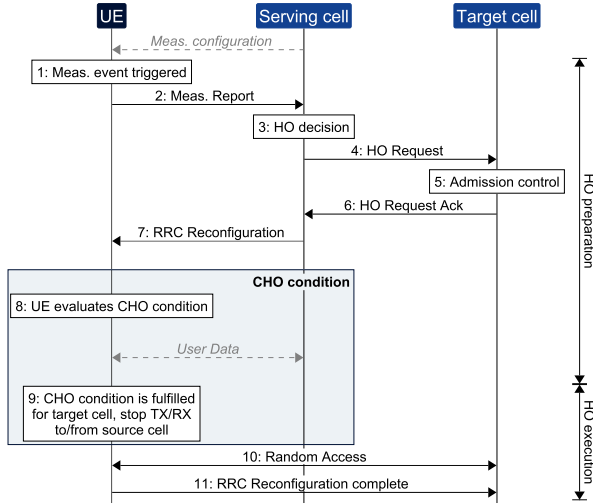 UE
Serving cell
Target cell
Meas. configuration
1: Meas. event triggered
2: Meas. Report
3: HO decision
4: HO Request
5: Admission control
6: HO Request Ack
7: RRC Reconfiguration
HO preparation
CHO condition
8: UE evaluates CHO condition
User Data
9: CHO condition is fulfilled
for target cell, stop TX/RX
to/from source cell
10: Random Access
11: RRC Reconfiguration complete
HO execution